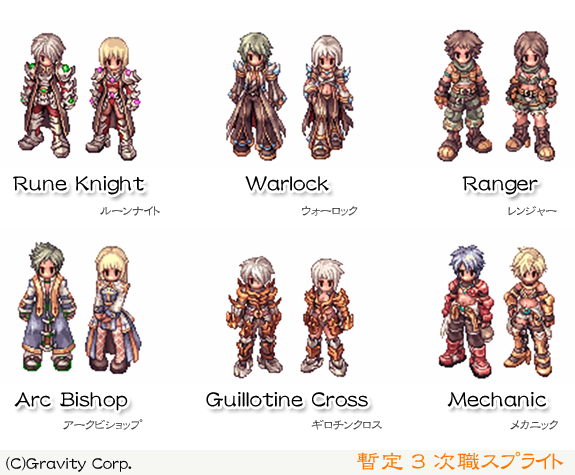 Rune Knight
ルーンナイト
Warlock
ウォーロック
Ranger
レンジャー
Arc Bishop
アークビショップ
Guillotine Cross
ギロチンクロス
Mechanic
メカニック
(C)Gravity Corp.
暫定3次職スプライト